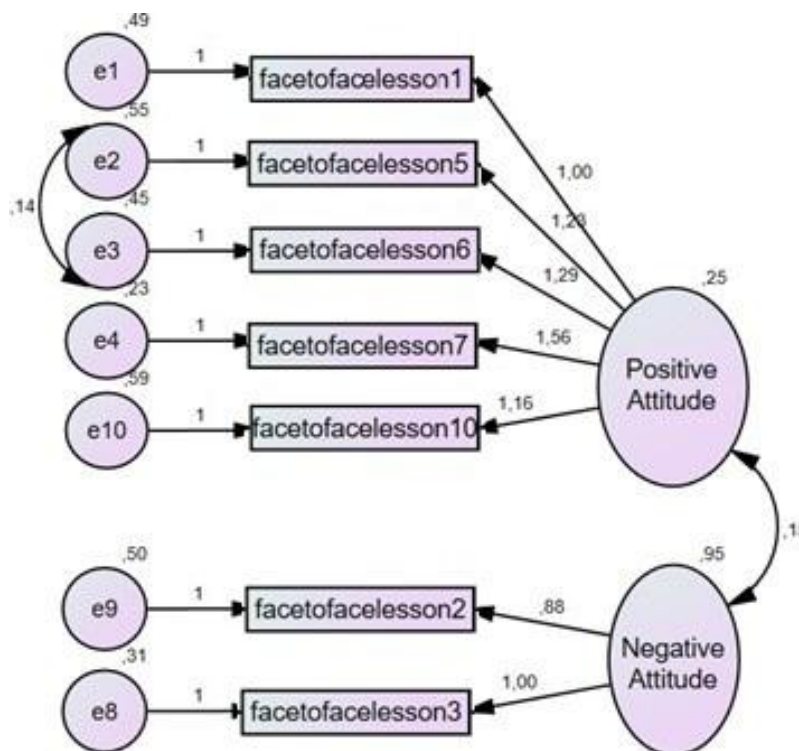 ,49
e1
1
facetofacelesson1
,55
e2
1
facetofacelesson5
1,00
,14
,45
e3
1
facetofacelesson6
1,29
,23
e4
1
facetofacelesson7
1,56
,25
Positive
Attitude
,59
e10
1
facetofacelesson10
1,16
,50
e9
1
facetofacelesson2
,88
,95
Negative
Attitude
,31
e8
1
facetofacelesson3
1,00